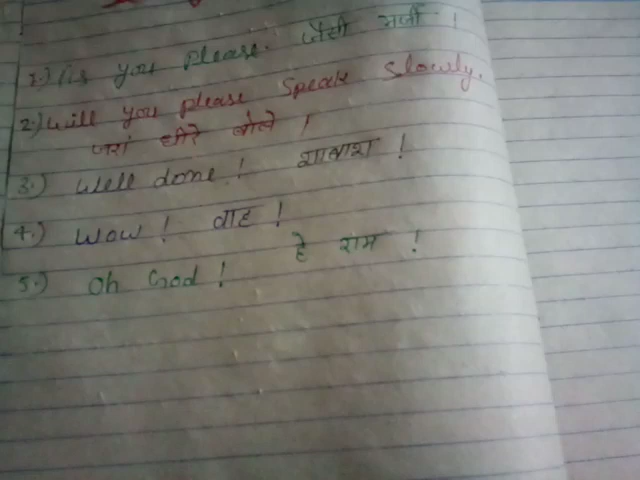 1.) As you please. जैसी मर्जी !
2.) Will you please Speak Slowly.
जरा धीरे बोले !
3.) Well done! शाबाश !
4.) Wow! वाह !
5.) Oh God! हे राम !